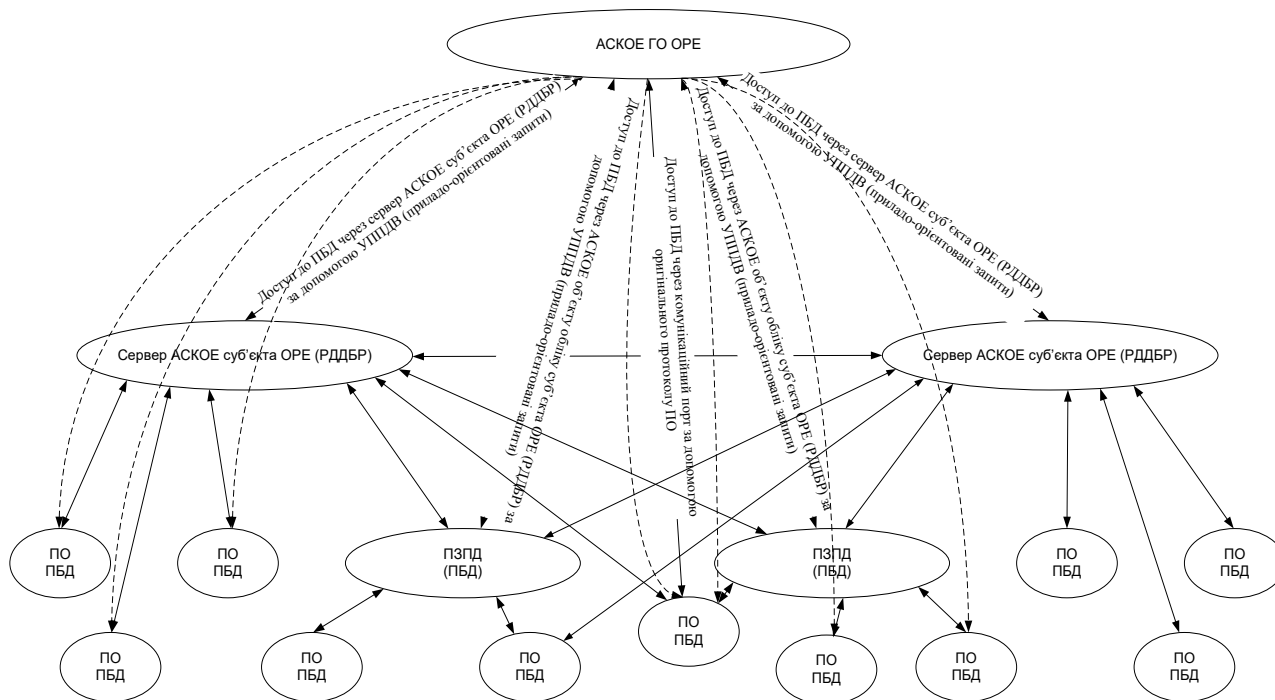 АСКОЕ ГО ОРЕ
Доступ до ПБД через сервер АСКОЕ суб’єкта ОРЕ (РДДБР)
за допомогою УППДВ (приладо-орієнтовані запити)
Доступ до ПБД через АСКОЕ об’єкту обліку суб’єкта ОРЕ (РДДБР) за
допомогою УППДВ (приладо-орієнтовані запити)
Доступ до ПБД через комунікаційний порт за допомогою
оригінального протоколу ПО
Доступ до ПБД через АСКОЕ об’єкту обліку суб’єкта ОРЕ (РДДБР) за
допомогою УППДВ (приладо-орієнтовані запити)
Доступ до ПБД через сервер АСКОЕ суб’єкта ОРЕ (РДДБР)
за допомогою УППДВ (приладо-орієнтовані запити)
Сервер АСКОЕ суб’єкта ОРЕ (РДДБР)
Сервер АСКОЕ суб’єкта ОРЕ (РДДБР)
ПО
ПБД
ПО
ПБД
ПЗПД
(ПБД)
ПЗПД
(ПБД)
ПО
ПБД
ПО
ПБД
ПО
ПБД
ПО
ПБД
ПО
ПБД
ПО
ПБД
ПО
ПБД
ПО
ПБД
ПО
ПБД